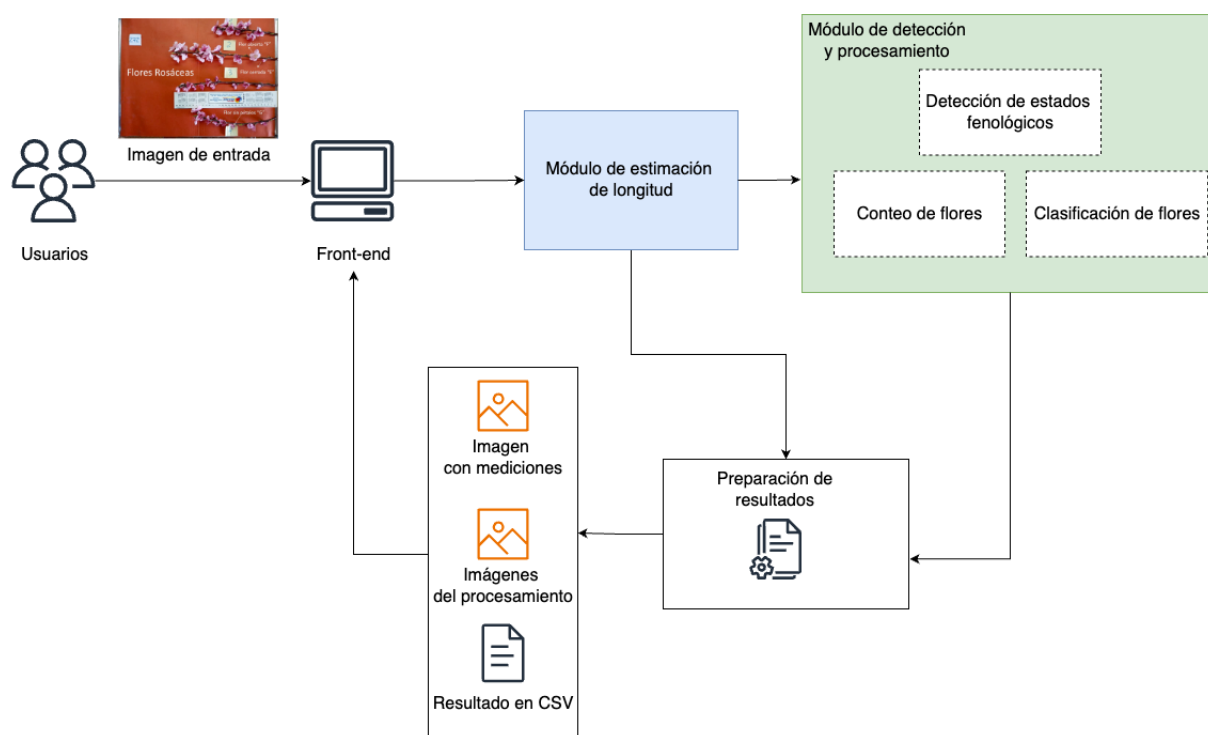 Flores Rosáceas
Imagen de entrada
Usuarios
Front-end
Módulo de estimación
de longitud
Módulo de detección
y procesamiento
Detección de estados
fenológicos
Conteo de flores
Clasificación de flores
Imagen
con mediciones
Imágenes
del procesamiento
Resultado en CSV
Preparación de
resultados